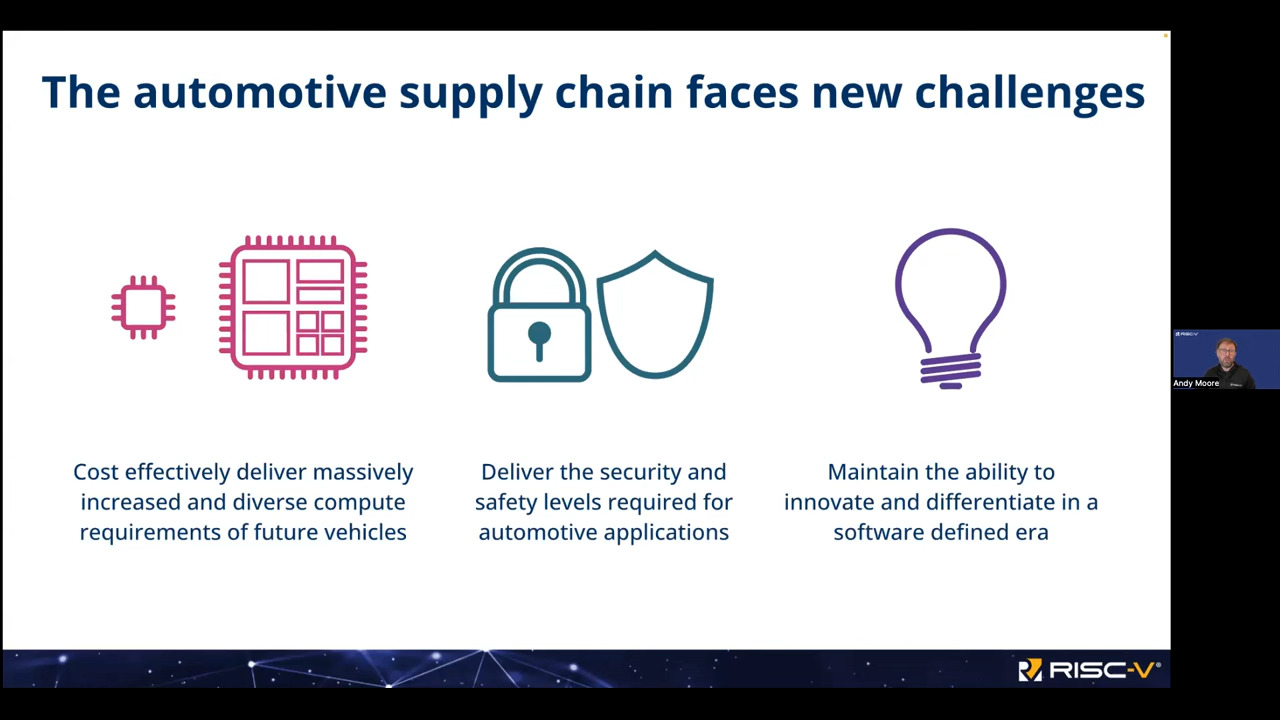 The automotive supply chain faces new challenges
Cost effectively deliver massively
increased and diverse compute
requirements of future vehicles
Deliver the security and
safety levels required for
automotive applications
Maintain the ability to
innovate and differentiate in a
software defined era
RISC-V®
RISC-V
Andy Moore